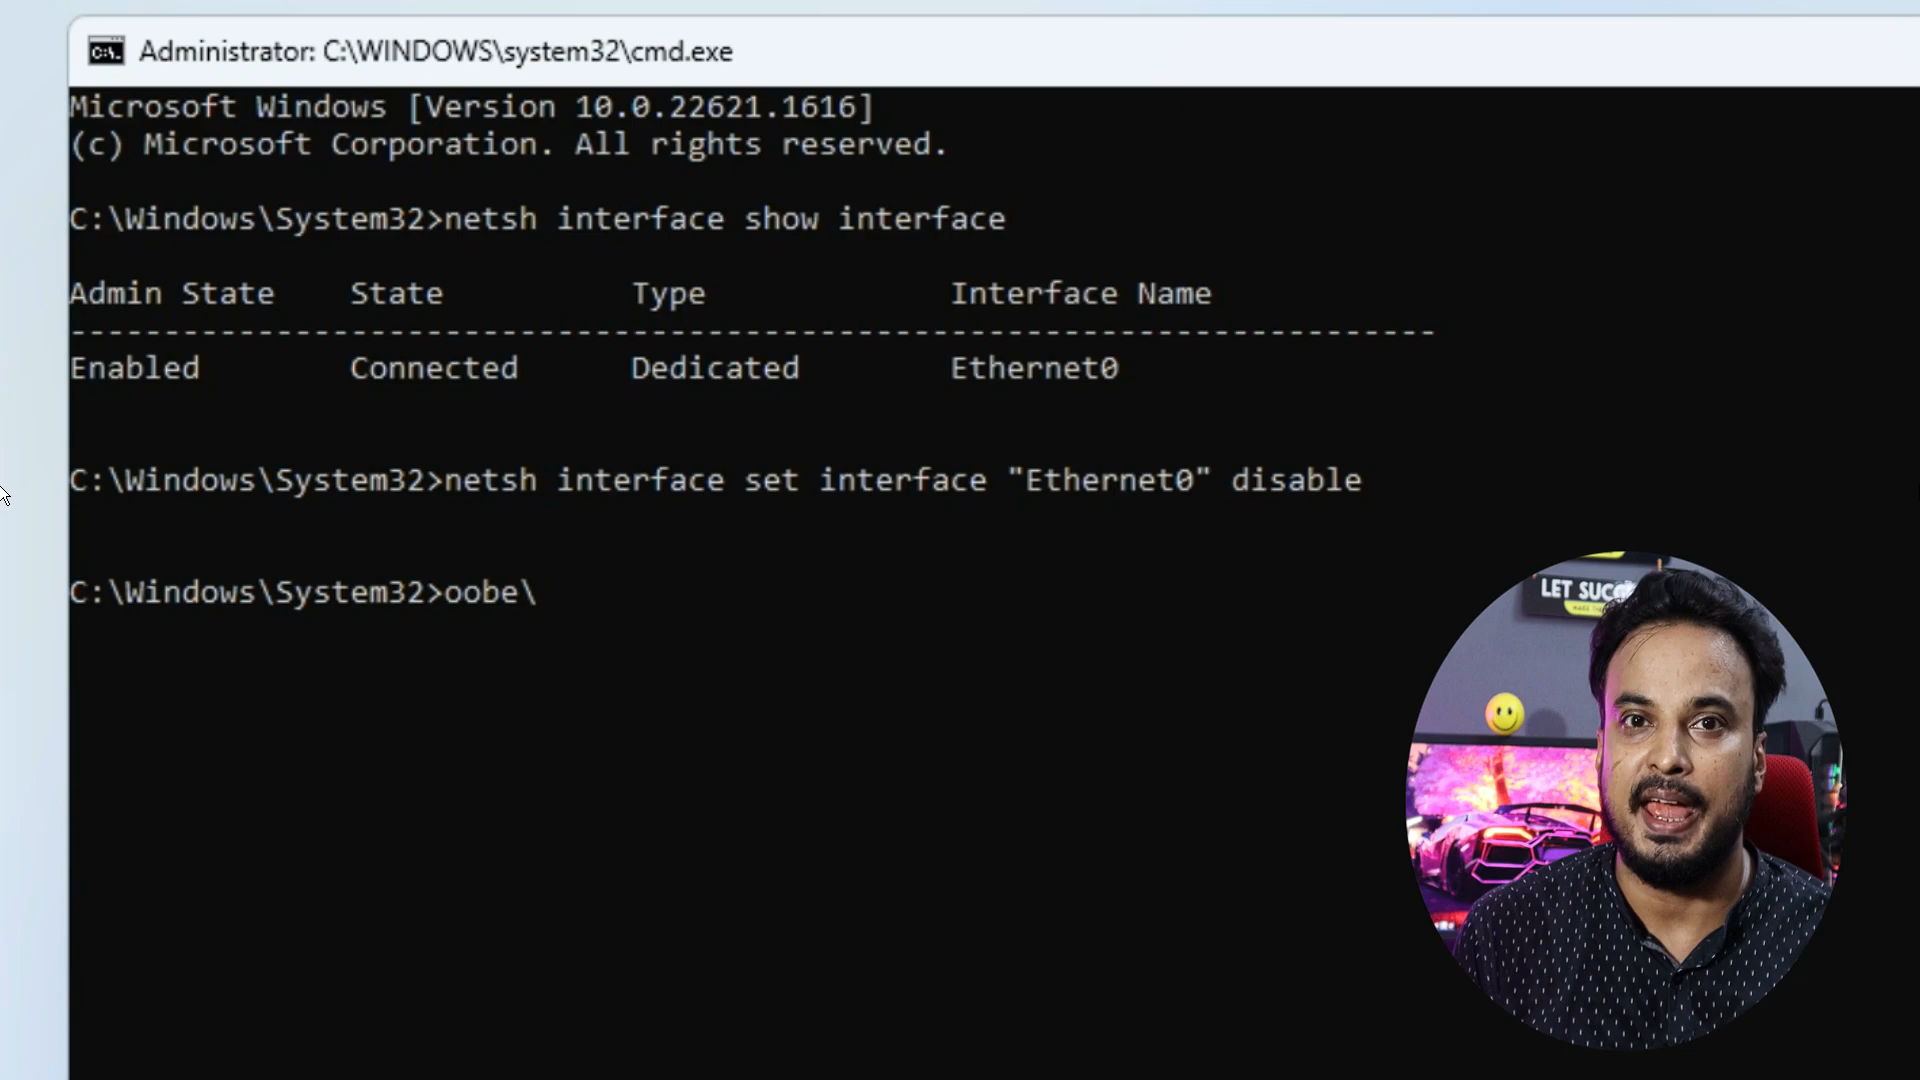 Administrator: C:\WINDOWS\system32\cmd.exe
Microsoft Windows [Version 10.0.22621.1616]
(c) Microsoft Corporation. All rights reserved.
C:\Windows\System32>netsh interface show interface
Admin State    State          Type             Interface Name
-------------------------------------------------------------------------
Enabled        Connected      Dedicated        Ethernet0
C:\Windows\System32>netsh interface set interface "Ethernet0" disable
C:\Windows\System32>oobe\
LET